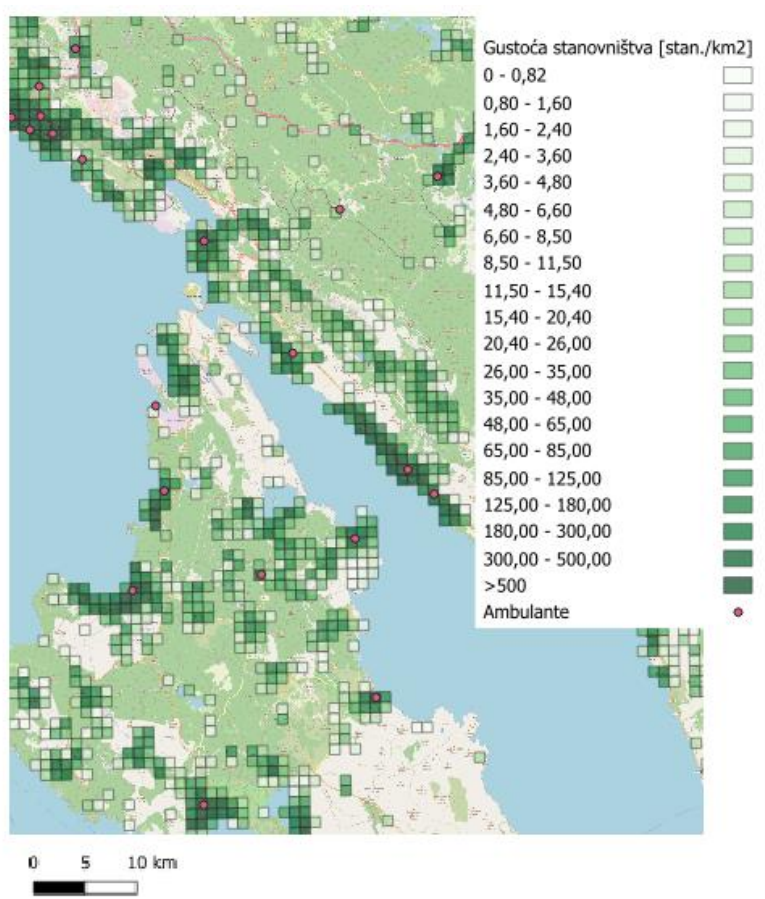 Gustoća stanovništva [stan./km2]
0 - 0,82
0,80 - 1,60
1,60 - 2,40
2,40 - 3,60
3,60 - 4,80
4,80 - 6,60
6,60 - 8,50
8,50 - 11,50
11,50 - 15,40
15,40 - 20,40
20,40 - 26,00
26,00 - 35,00
35,00 - 48,00
48,00 - 65,00
65,00 - 85,00
85,00 - 125,00
125,00 - 180,00
180,00 - 300,00
300,00 - 500,00
>500
Ambulante
0 5 10 km